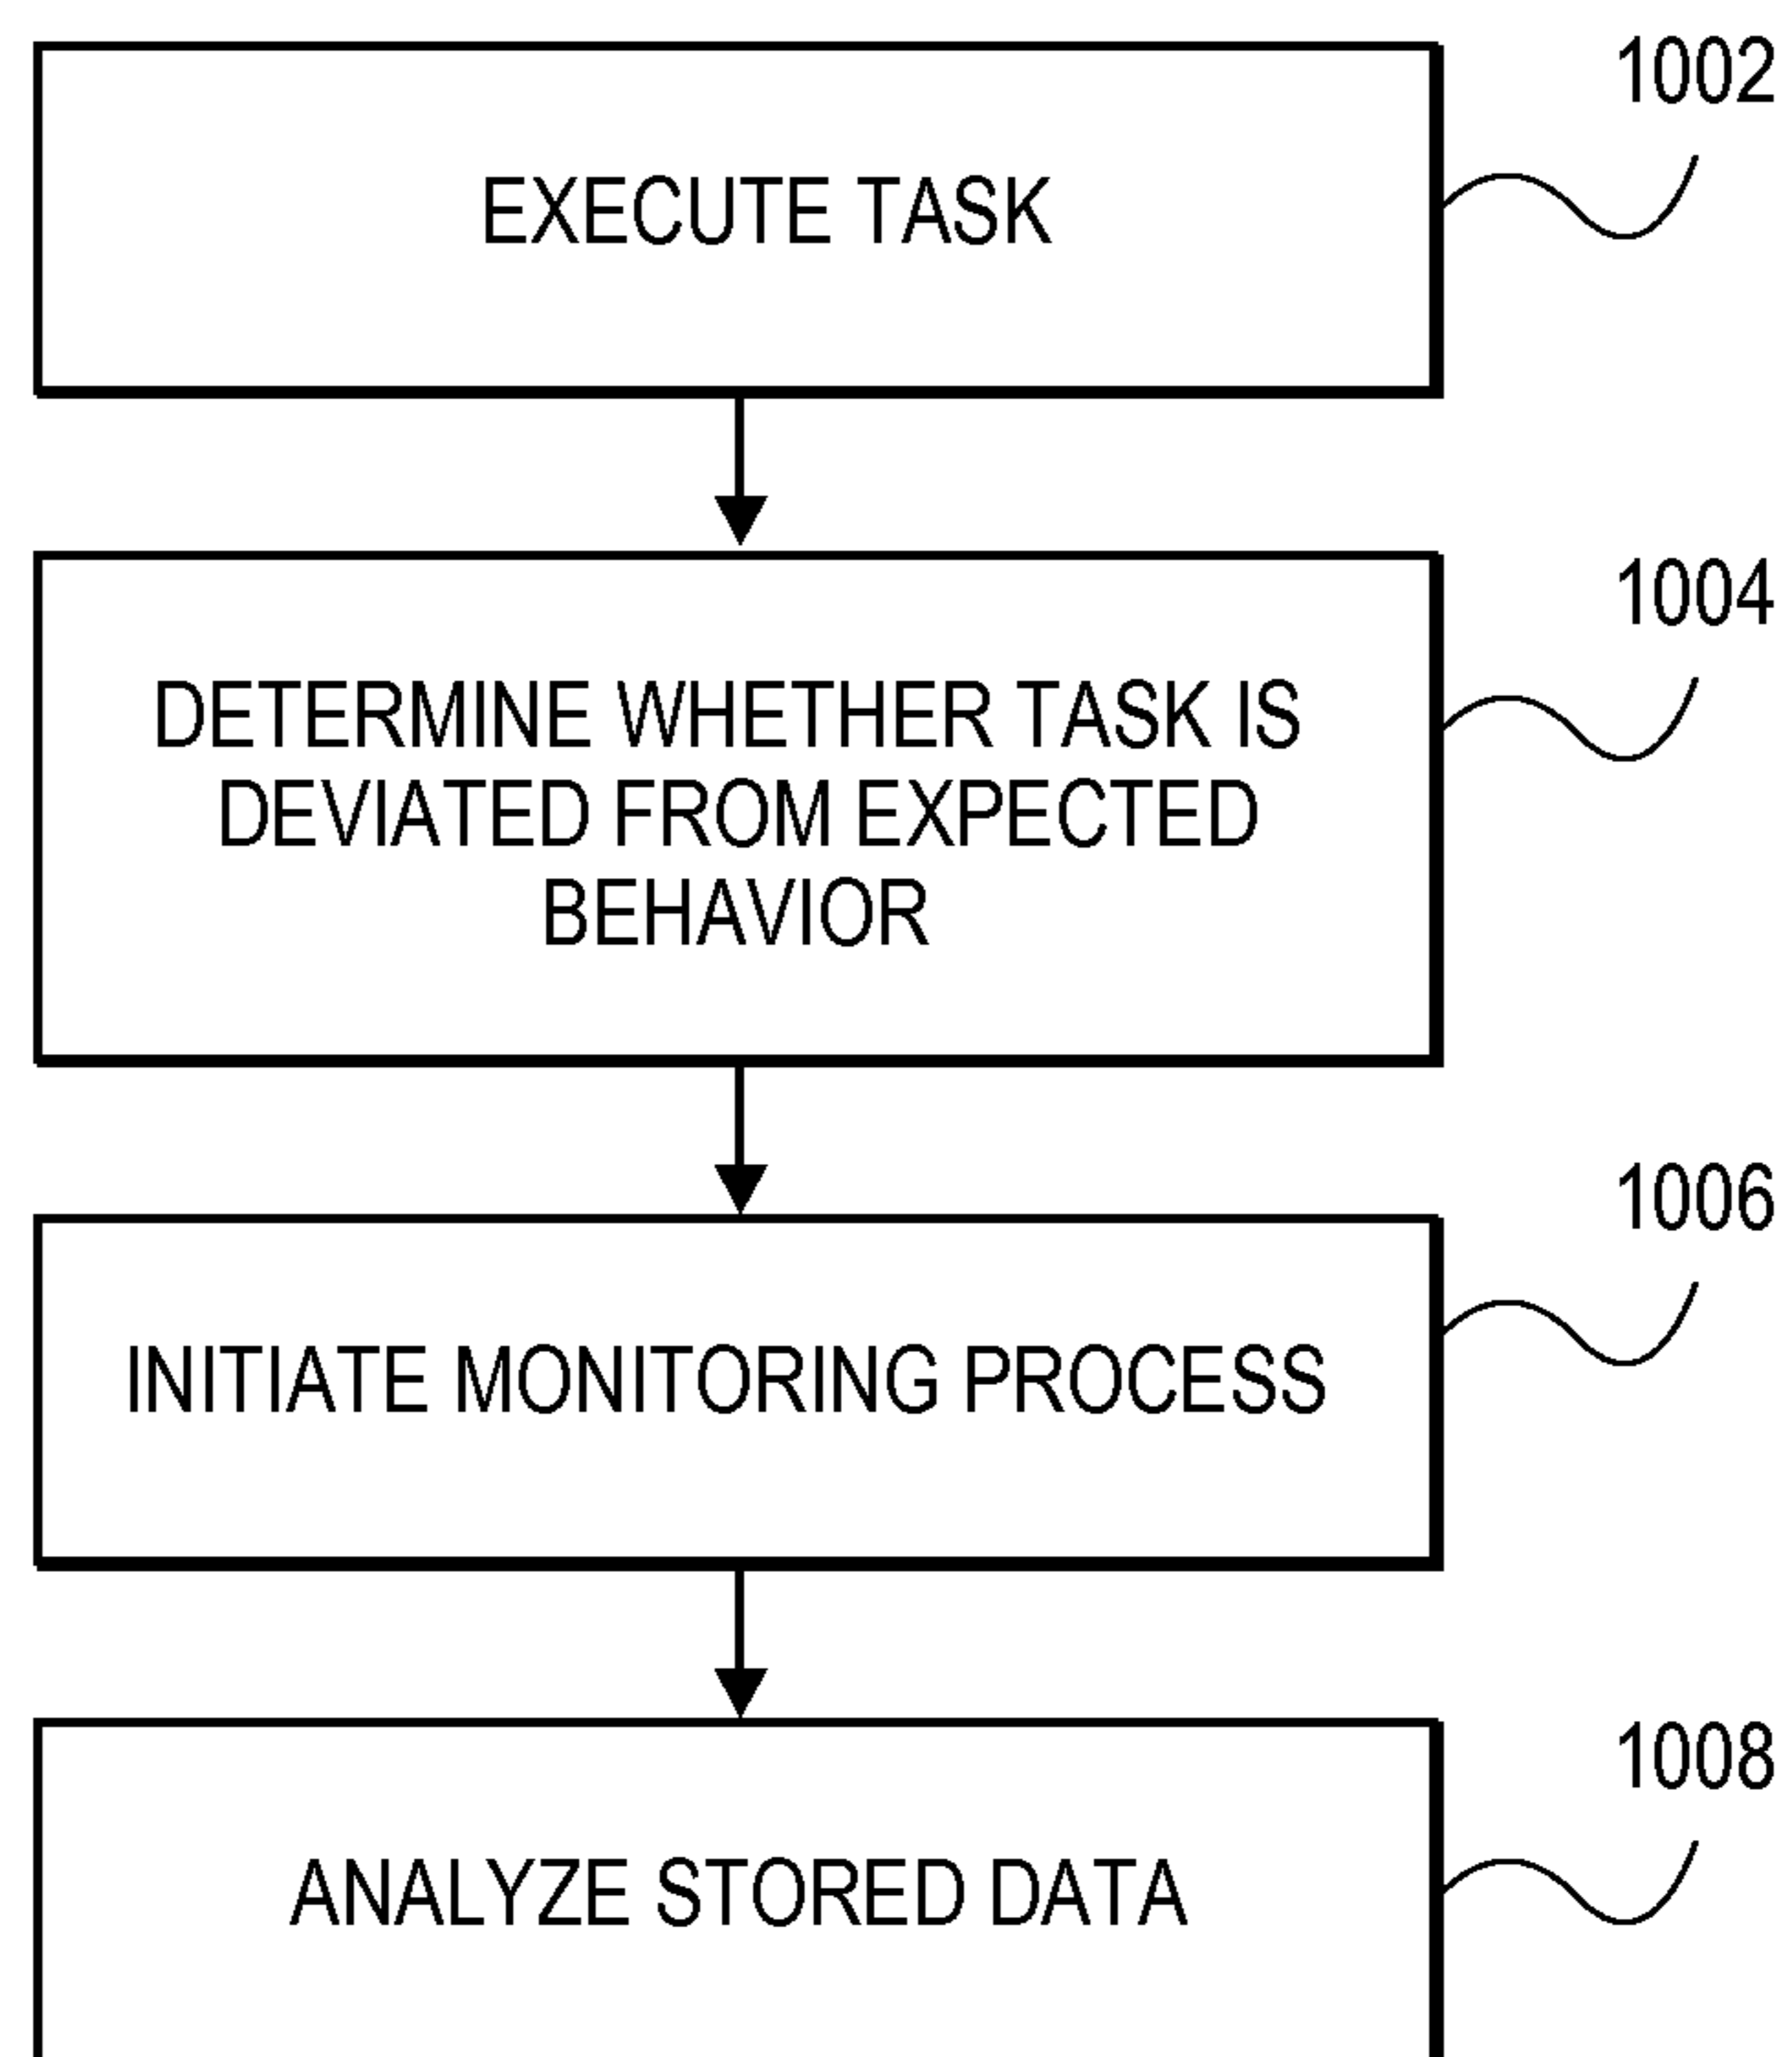 1002
EXECUTE TASK
1004
DETERMINE WHETHER TASK IS
DEVIATED FROM EXPECTED
BEHAVIOR
1006
INITIATE MONITORING PROCESS
1008
ANALYZE STORED DATA